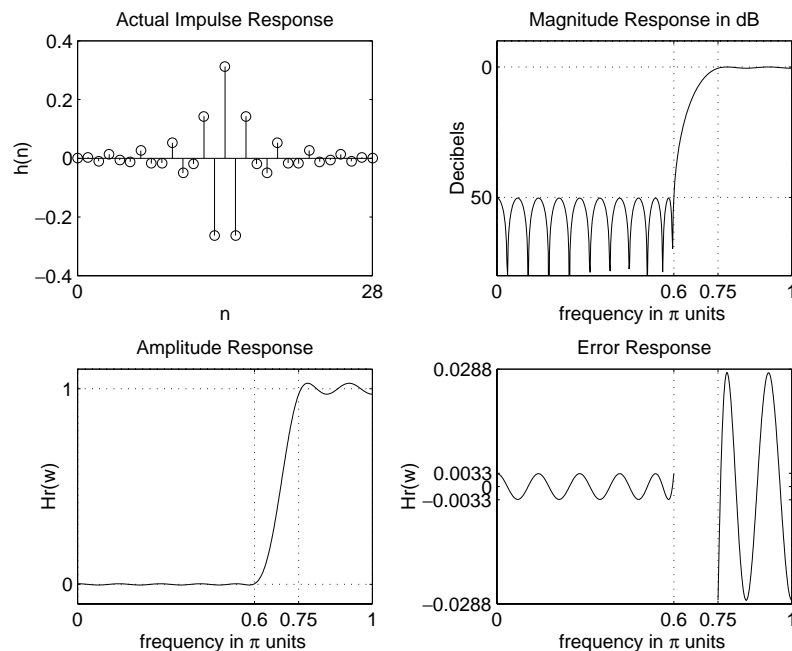 Actual Impulse Response
0.4
0.2
0
−0.2
−0.4
h(n)
0
28
n
Magnitude Response in dB
0
50
Decibels
0
0.6
0.75
1
frequency in π units
Amplitude Response
1
0
Hr(w)
0
0.6
0.75
1
frequency in π units
Error Response
0.0288
0.0033
0
−0.0033
−0.0288
Hr(w)
0
0.6
0.75
1
frequency in π units